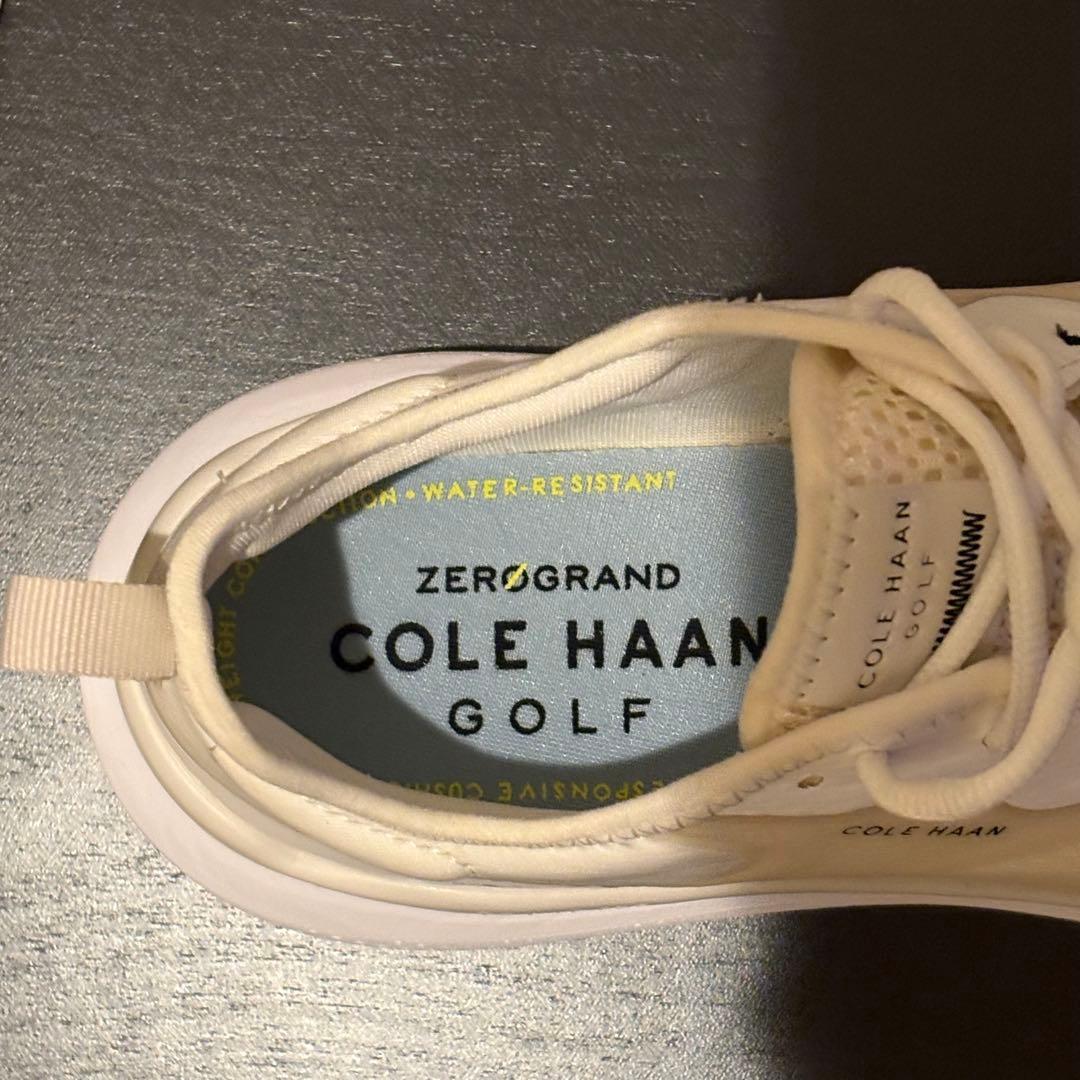 WATER-RESISTANT
ZERØGRAND
COLE HAAN
GOLF
COLE HAAN
GOLF
COLE HAAN